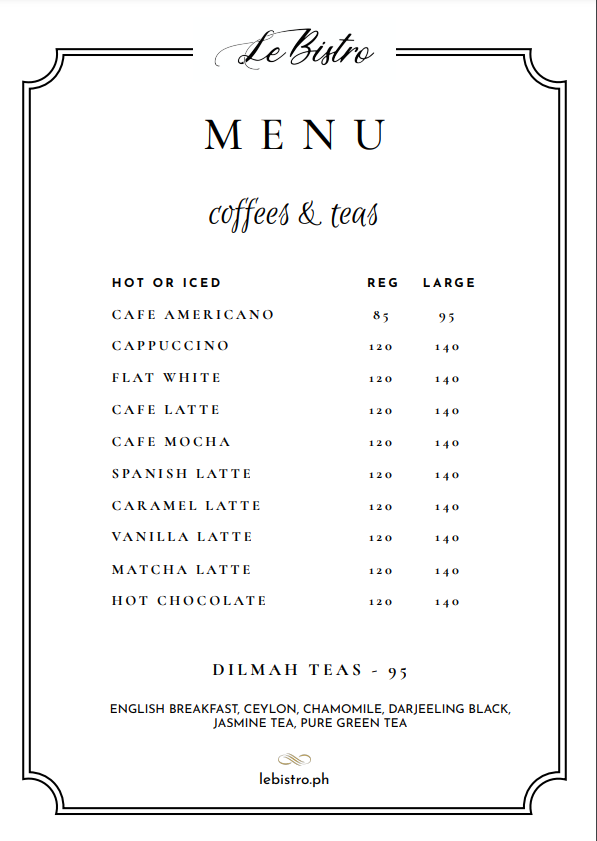 Le Bistro
MENU
coffees & teas
HOT OR ICED REG LARGE
CAFE AMERICANO 85 95
CAPPUCCINO 120 140
FLAT WHITE 120 140
CAFE LATTE 120 140
CAFE MOCHA 120 140
SPANISH LATTE 120 140
CARAMEL LATTE 120 140
VANILLA LATTE 120 140
MATCHA LATTE 120 140
HOT CHOCOLATE 120 140
DILMAH TEAS - 95
ENGLISH BREAKFAST, CEYLON, CHAMOMILE, DARJEELING BLACK,
JASMINE TEA, PURE GREEN TEA
lebistro.ph